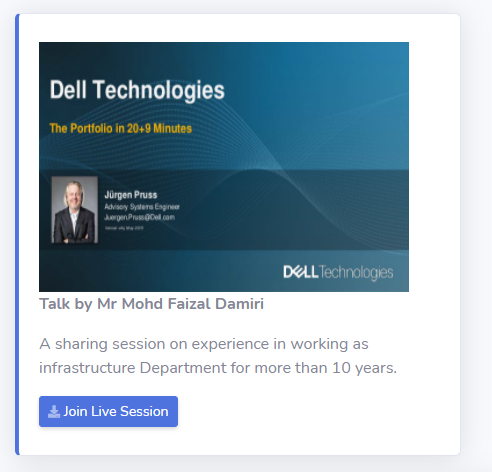 Dell Technologies
The Portfolio in 20+9 Minutes
Jürgen Pruss
Advisory Systems Engineer
Juergen.Pruss@Dell.com
May 2019
DELLTechnologies
Talk by Mr Mohd Faizal Damiri
A sharing session on experience in working as
infrastructure Department for more than 10 years.
Join Live Session